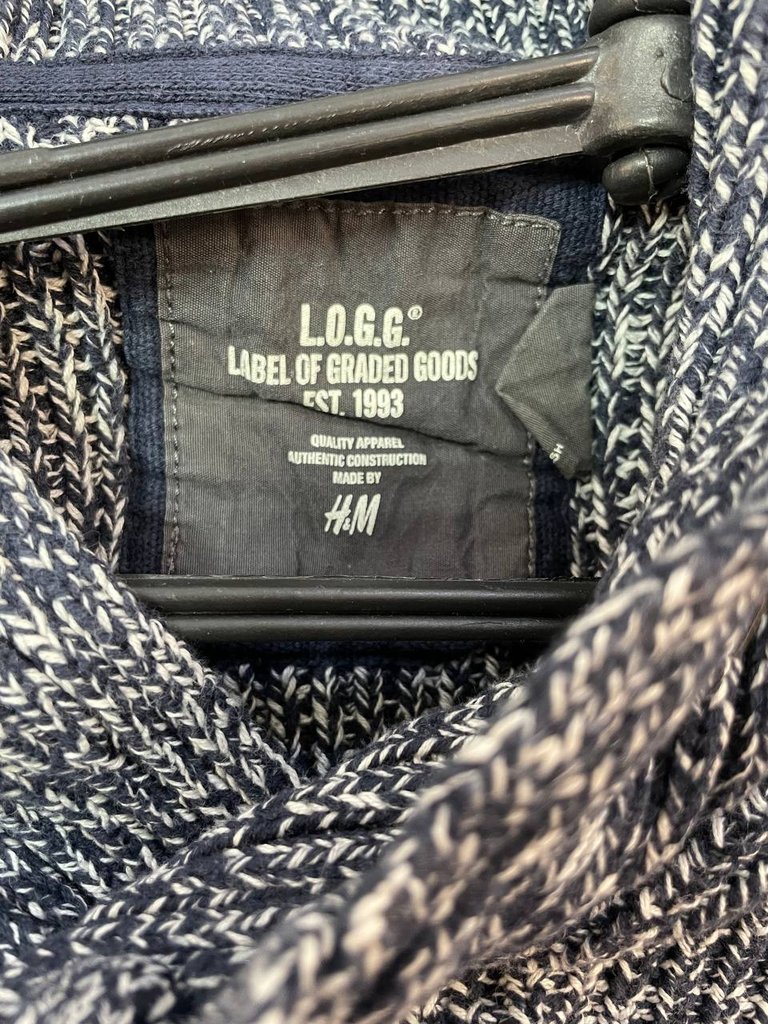 L.O.G.G.®
LABEL OF GRADED GOODS
EST. 1993
QUALITY APPAREL
AUTHENTIC CONSTRUCTION
MADE BY
H&M